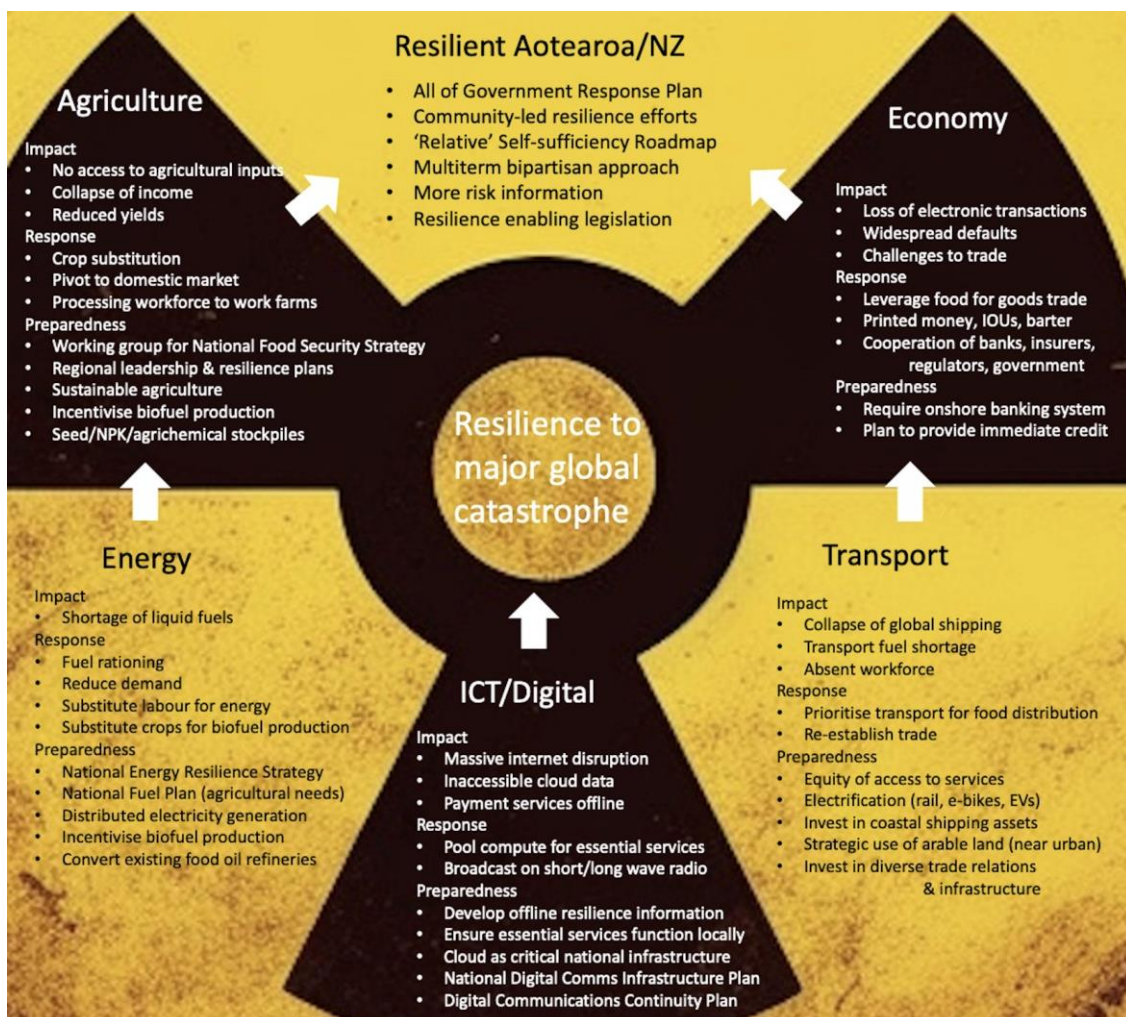 Resilient Aotearoa/NZ
• All of Government Response Plan
• Community-led resilience efforts
• ‘Relative’ Self-sufficiency Roadmap
• Multiterm bipartisan approach
• More risk information
• Resilience enabling legislation
Agriculture
Impact
• No access to agricultural inputs
• Collapse of income
• Reduced yields
Response
• Crop substitution
• Pivot to domestic market
• Processing workforce to work farms
Preparedness
• Working group for National Food Security Strategy
• Regional leadership & resilience plans
• Sustainable agriculture
• Incentivise biofuel production
• Seed/NPK/agrichemical stockpiles
Economy
Impact
• Loss of electronic transactions
• Widespread defaults
• Challenges to trade
Response
• Leverage food for goods trade
• Printed money, IOUs, barter
• Cooperation of banks, insurers,
regulators, government
Preparedness
• Require onshore banking system
• Plan to provide immediate credit
Resilience to
major global
catastrophe
Energy
Impact
• Shortage of liquid fuels
Response
• Fuel rationing
• Reduce demand
• Substitute labour for energy
• Substitute crops for biofuel production
Preparedness
• National Energy Resilience Strategy
• National Fuel Plan (agricultural needs)
• Distributed electricity generation
• Incentivise biofuel production
• Convert existing food oil refineries
ICT/Digital
Impact
• Massive internet disruption
• Inaccessible cloud data
• Payment services offline
Response
• Pool compute for essential services
• Broadcast on short/long wave radio
Preparedness
• Develop offline resilience information
• Ensure essential services function locally
• Cloud as critical national infrastructure
• National Digital Comms Infrastructure Plan
• Digital Communications Continuity Plan
Transport
Impact
• Collapse of global shipping
• Transport fuel shortage
• Absent workforce
Response
• Prioritise transport for food distribution
• Re-establish trade
Preparedness
• Equity of access to services
• Electrification (rail, e-bikes, EVs)
• Invest in coastal shipping assets
• Strategic use of arable land (near urban)
• Invest in diverse trade relations
& infrastructure